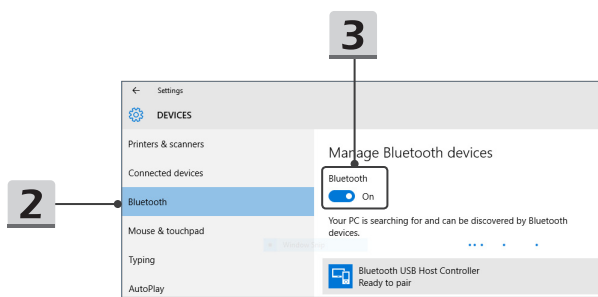 3
← Settings
DEVICES
Printers & scanners
Connected devices
2
Bluetooth
Mouse & touchpad
Typing
AutoPlay
Manage Bluetooth devices
Bluetooth
On
Your PC is searching for and can be discovered by Bluetooth
devices.
Bluetooth USB Host Controller
Ready to pair